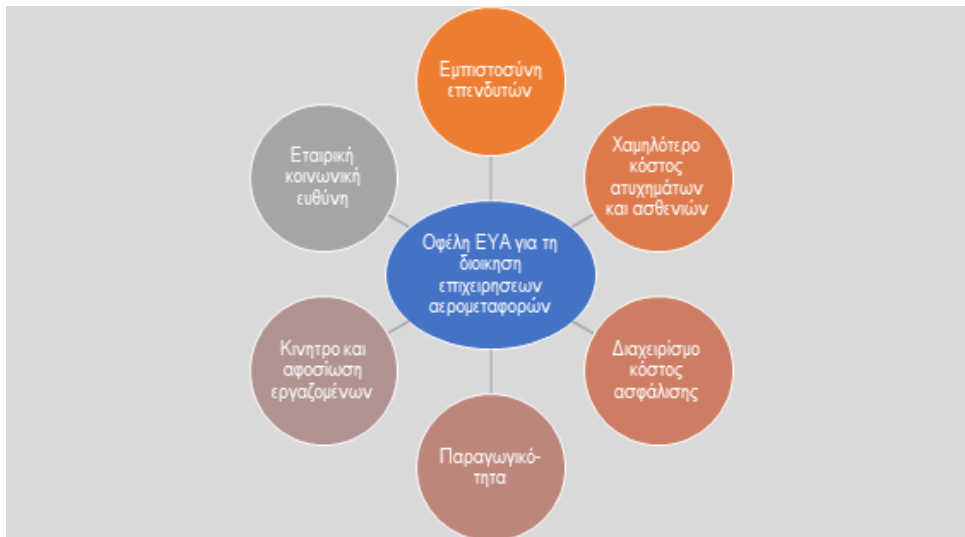 Εμπιστοσύνη
επενδυτών
Χαμηλότερο
κόστος
ατυχημάτων
και ασθενιών
Διαχειρίσμο
κόστος
ασφάλισης
Παραγωγικό-
τητα
Κινητρο και
αφοσίωση
εργαζομένων
Εταιρική
κοινωνική
ευθύνη
Οφέλη ΕΥΑ για τη
διοικηση
επιχειρησεων
αερομεταφορών